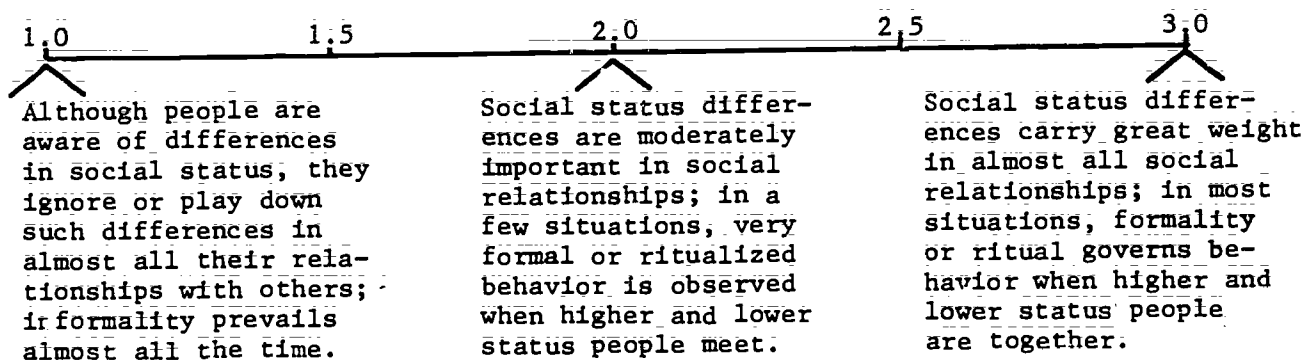 1.0 1.5 2.0 2.5 3.0
Although people are
aware of differences
in social status, they
ignore or play down
such differences in
almost all their rela-
tionships with others;
informality prevails
almost all the time.
Social status differ-
ences are moderately
important in social
relationships; in a
few situations, very
formal or ritualized
behavior is observed
when higher and lower
status people meet.
Social status differ-
ences carry great weight
in almost all social
relationships; in most
situations, formality
or ritual governs be-
havior when higher and
lower status people
are together.